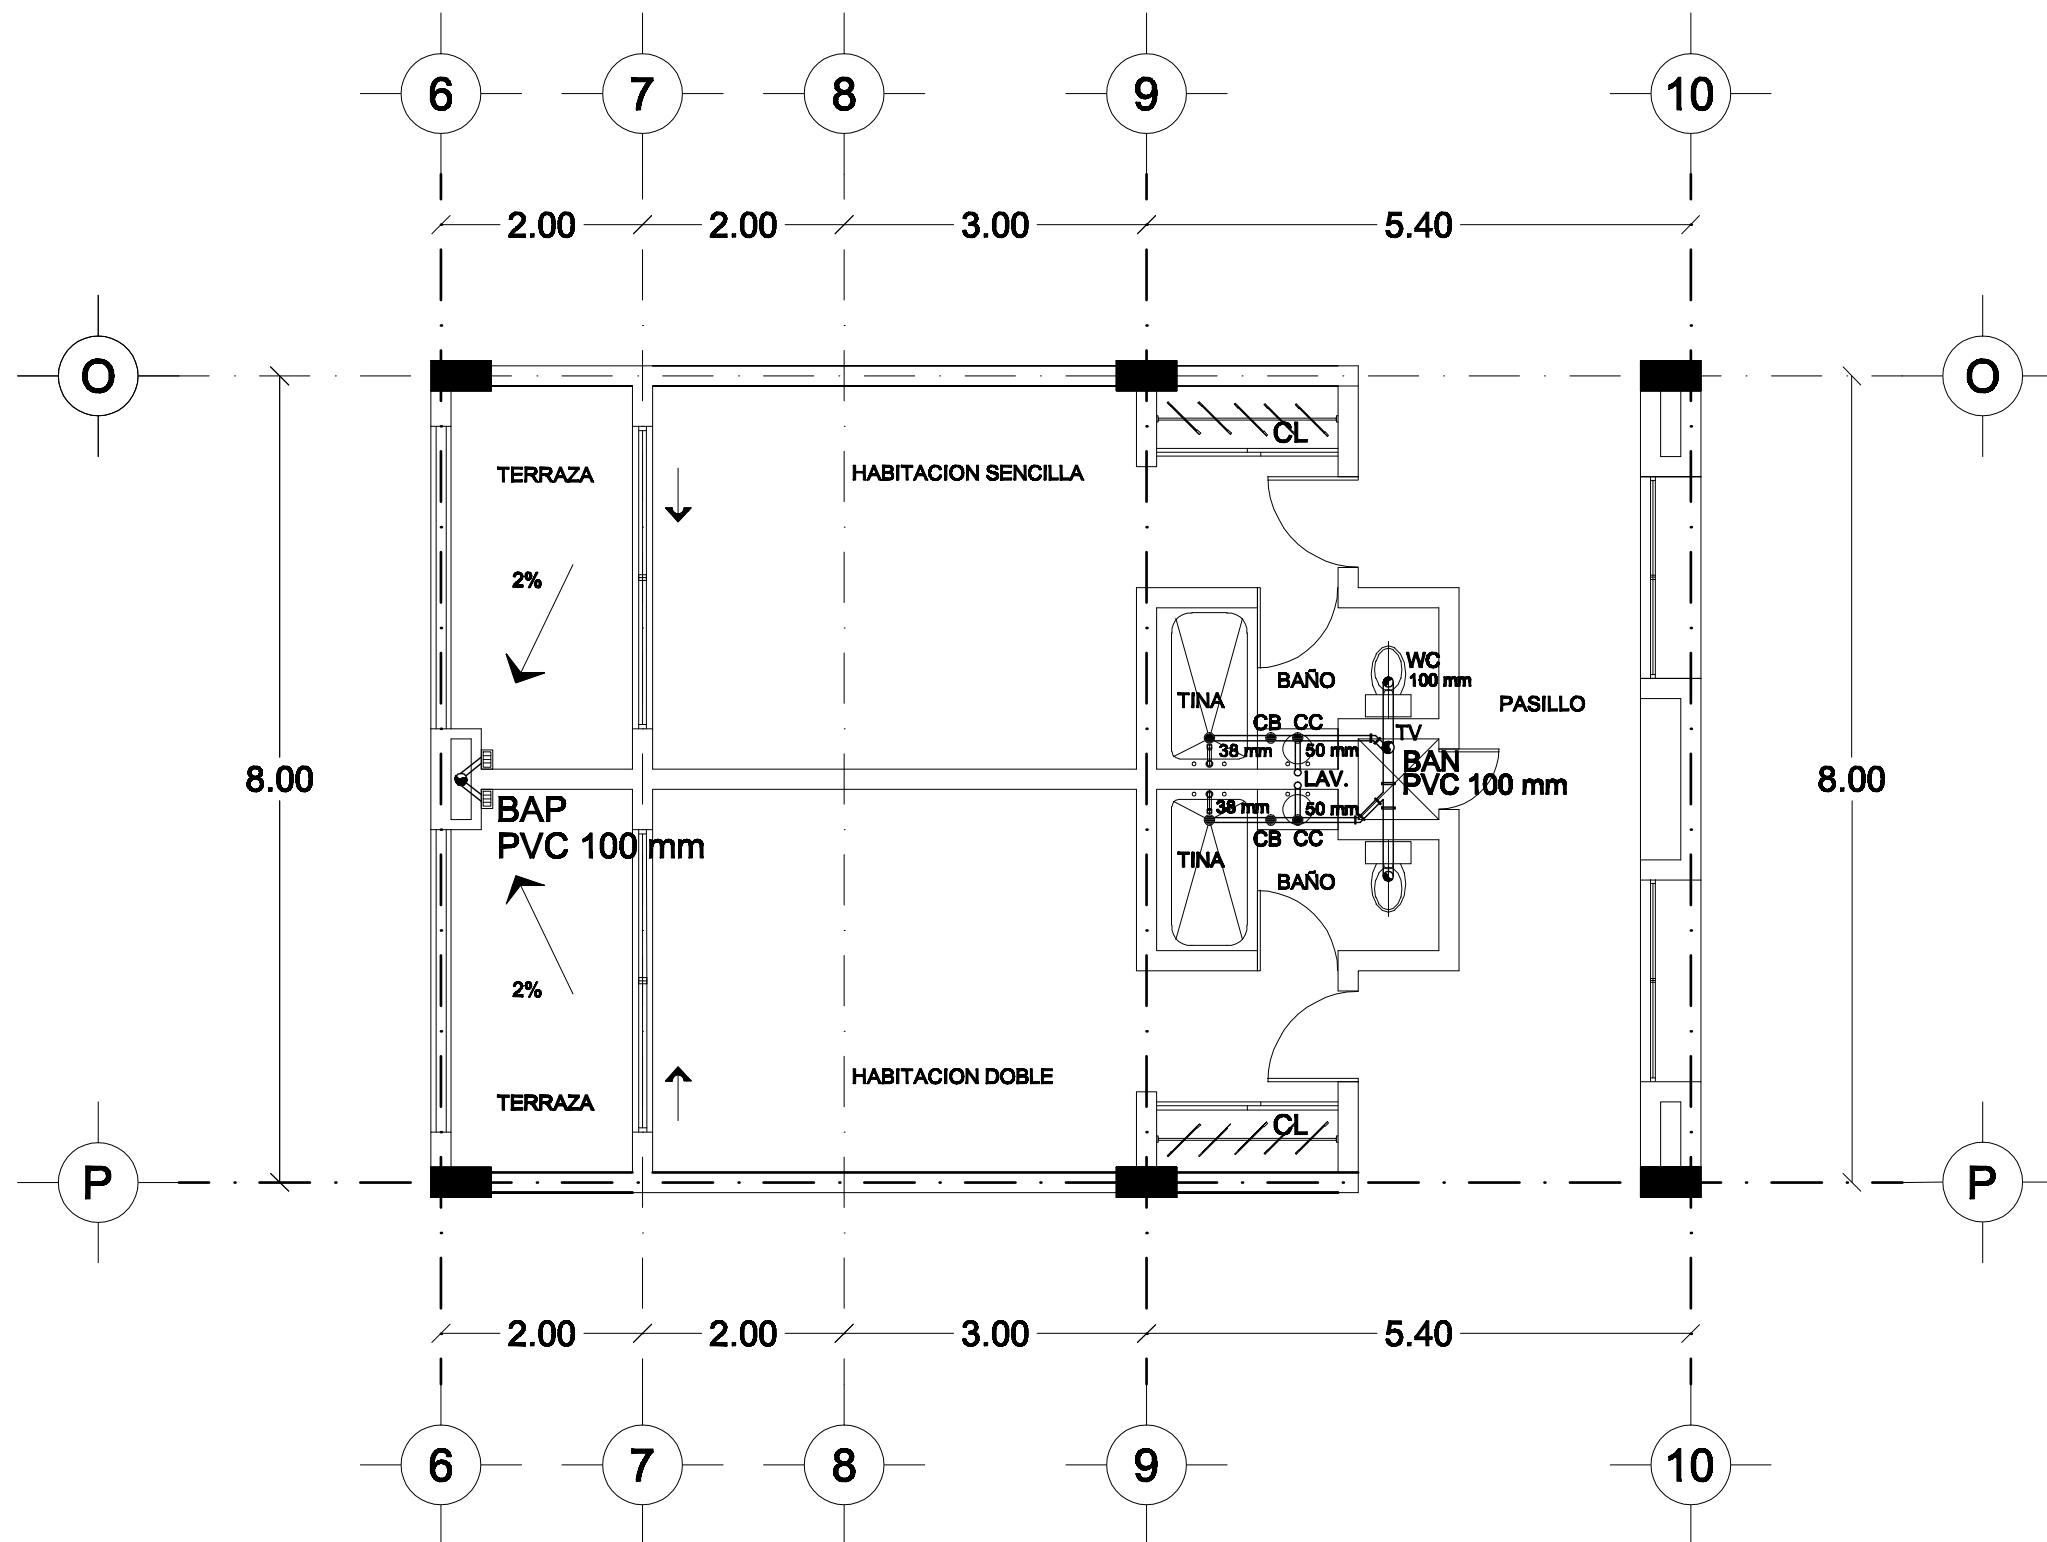 6 7 8 9 10
2.00 2.00 3.00 5.40
O O
CL
TERRAZA HABITACION SENCILLA
2%
WC
100 mm
BAÑO
TINA PASILLO
CB CC TV
38 mm 50 mm
BAN
PVC 100 mm
8.00 LAV. 8.00
BAP
PVC 100 mm
38 mm 50 mm
CB CC
TINA
BAÑO
2%
HABITACION DOBLE
TERRAZA
CL
P P
2.00 2.00 3.00 5.40
6 7 8 9 10